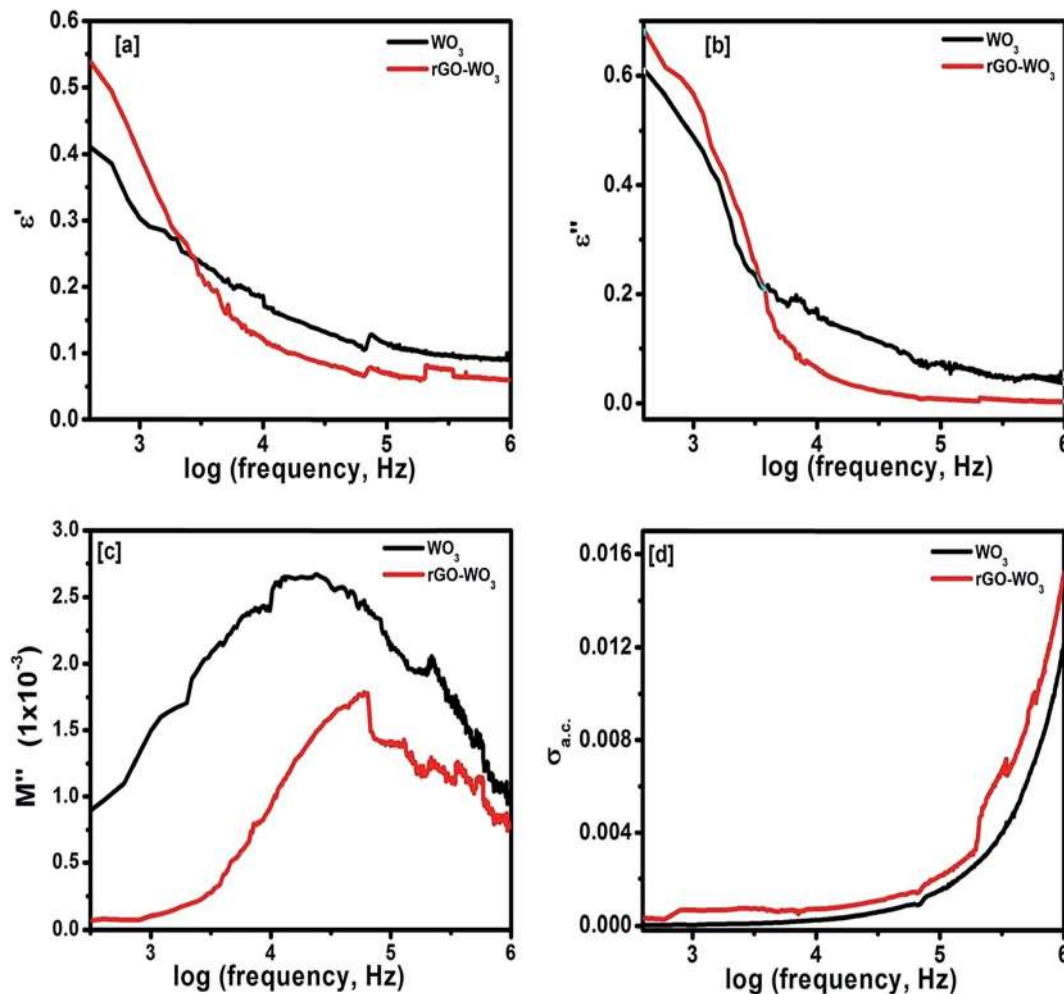 [a]
WO₃
rGO-WO₃
ε'
0.6
0.5
0.4
0.3
0.2
0.1
0.0
3 4 5 6
log (frequency, Hz)
[b]
WO₃
rGO-WO₃
ε''
0.6
0.4
0.2
0.0
3 4 5 6
log (frequency, Hz)
[c]
WO₃
rGO-WO₃
M'' (1x10⁻³)
3.0
2.5
2.0
1.5
1.0
0.5
0.0
3 4 5 6
log (frequency, Hz)
[d]
WO₃
rGO-WO₃
σa.c.
0.016
0.012
0.008
0.004
0.000
3 4 5 6
log (frequency, Hz)